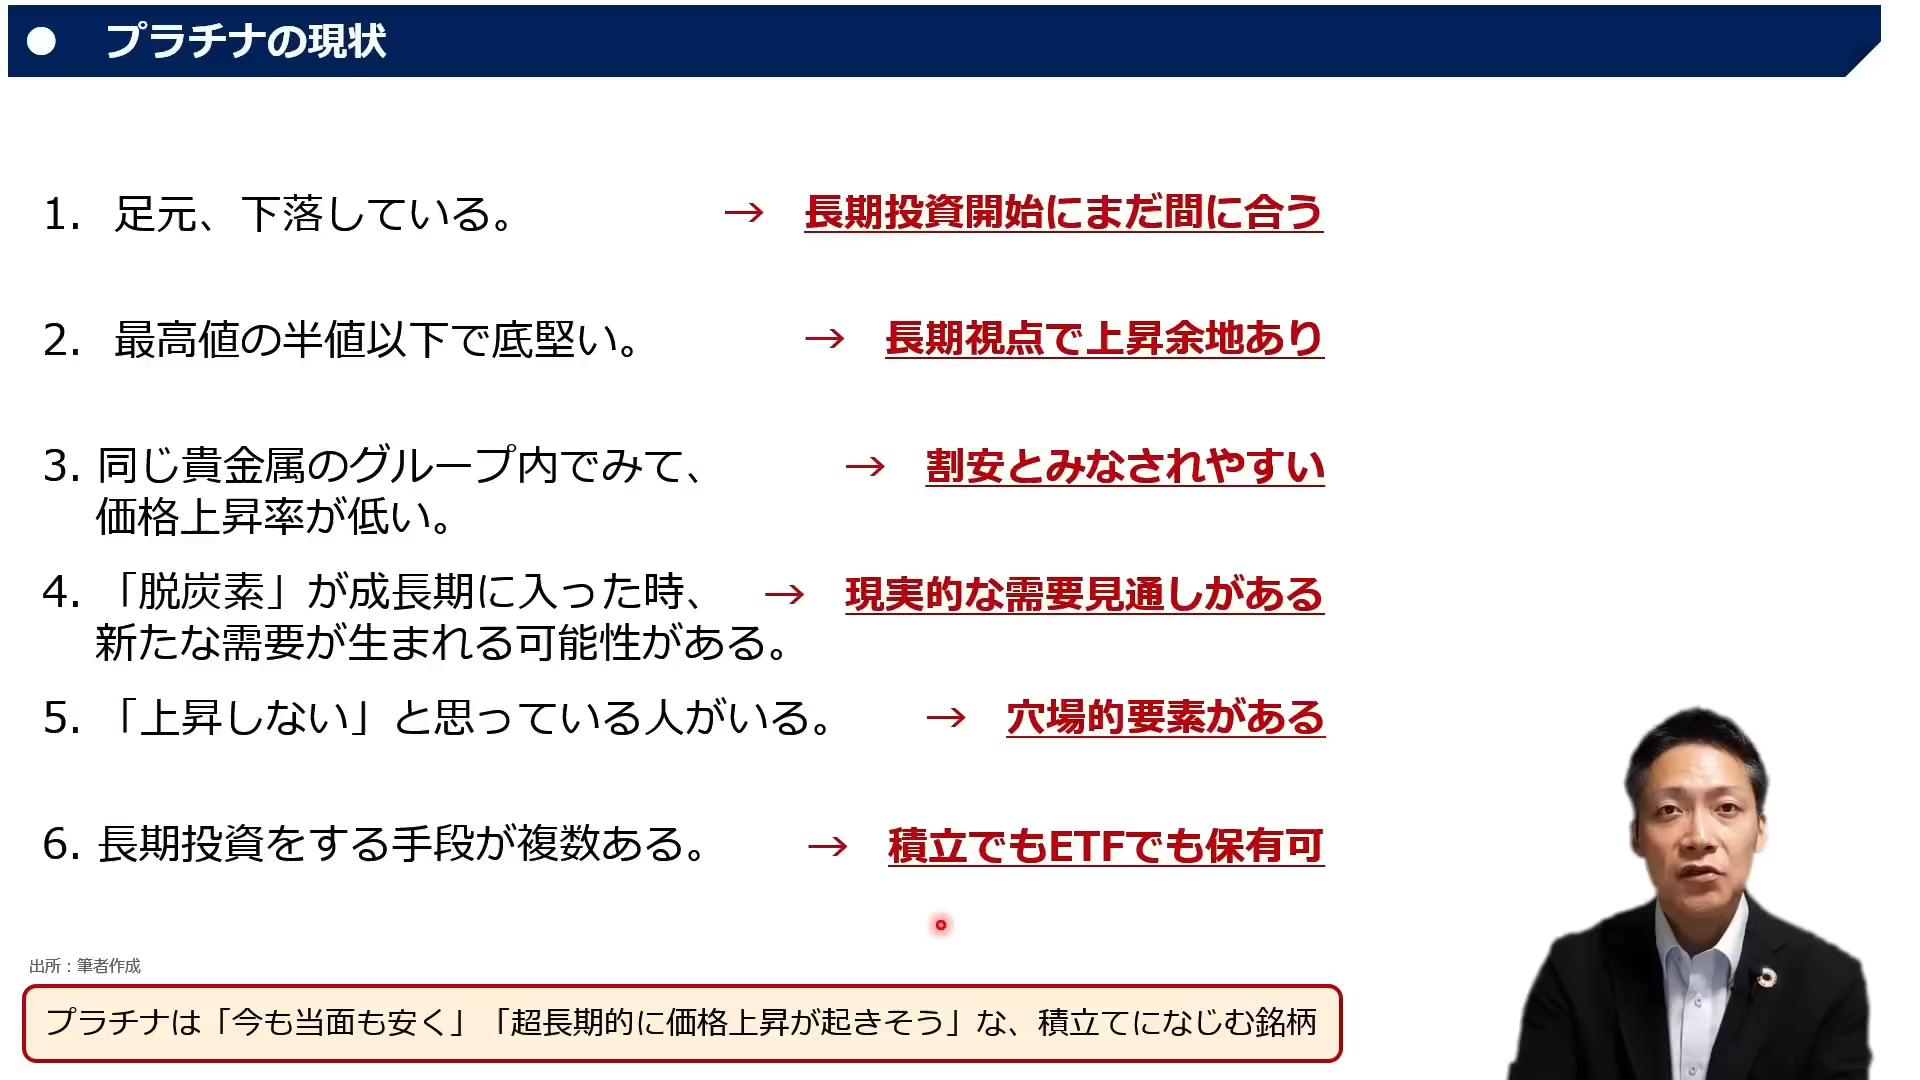 ● プラチナの現状
1. 足元、下落している。 → 長期投資開始にまだ間に合う
2. 最高値の半値以下で底堅い。 → 長期視点で上昇余地あり
3. 同じ貴金属のグループ内でみて、 → 割安とみなされやすい
価格上昇率が低い。
4. 「脱炭素」が成長期に入った時、 → 現実的な需要見通しがある
新たな需要が生まれる可能性がある。
5. 「上昇しない」と思っている人がいる。 → 穴場的要素がある
6. 長期投資をする手段が複数ある。 → 積立でもETFでも保有可
出所：筆者作成
プラチナは「今も当面も安く」「超長期的に価格上昇が起きそう」な、積立てになじむ銘柄